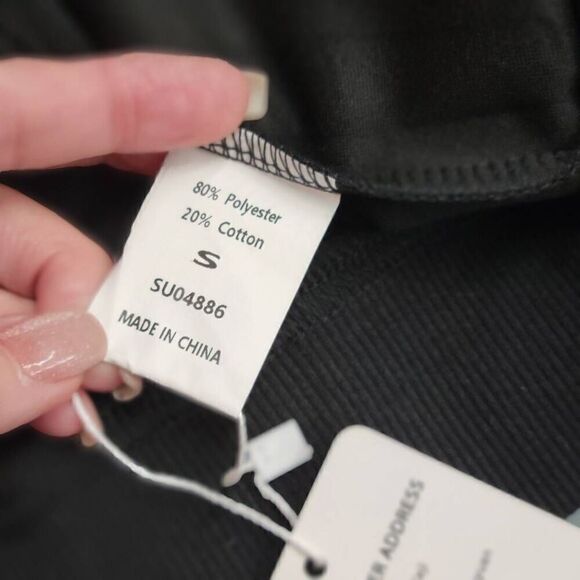 80% Polyester
20% Cotton
S
SU04886
MADE IN CHINA
ER ADDRESS